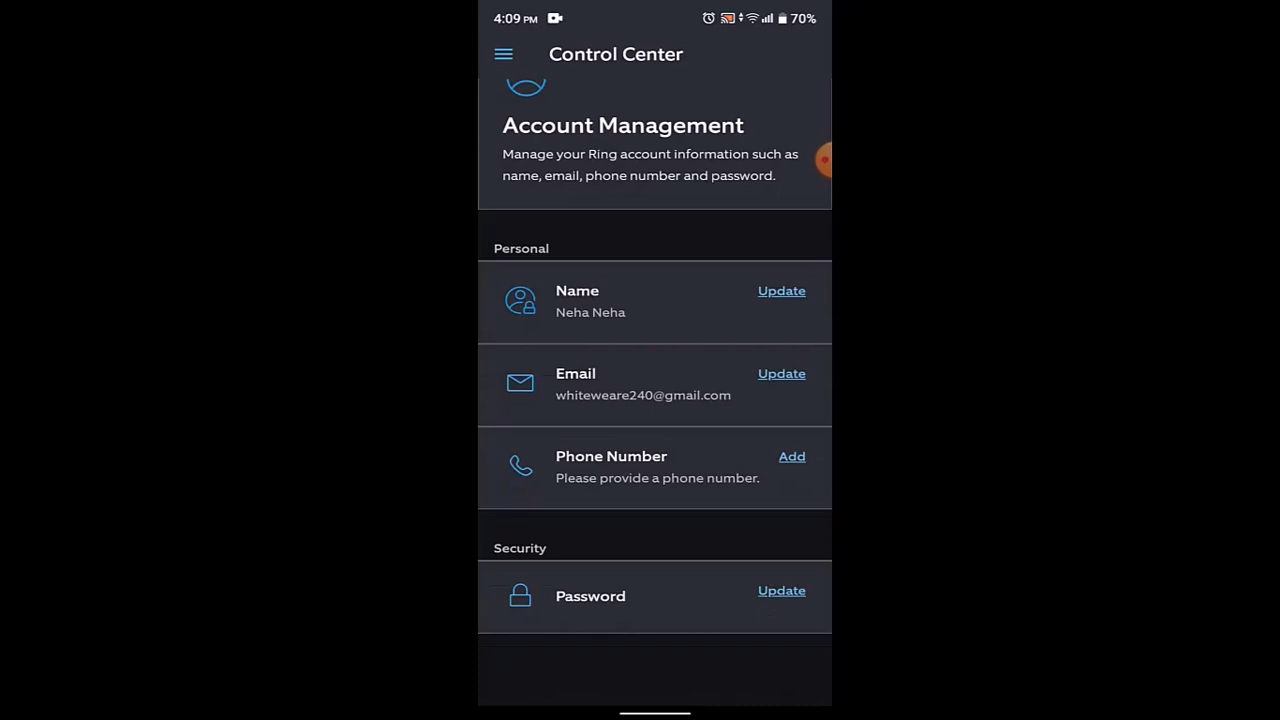 4:09 PM
70%
Control Center
Account Management
Manage your Ring account information such as
name, email, phone number and password.
Personal
Name
Update
Neha Neha
Email
Update
whiteweare240@gmail.com
Phone Number
Add
Please provide a phone number.
Security
Password
Update